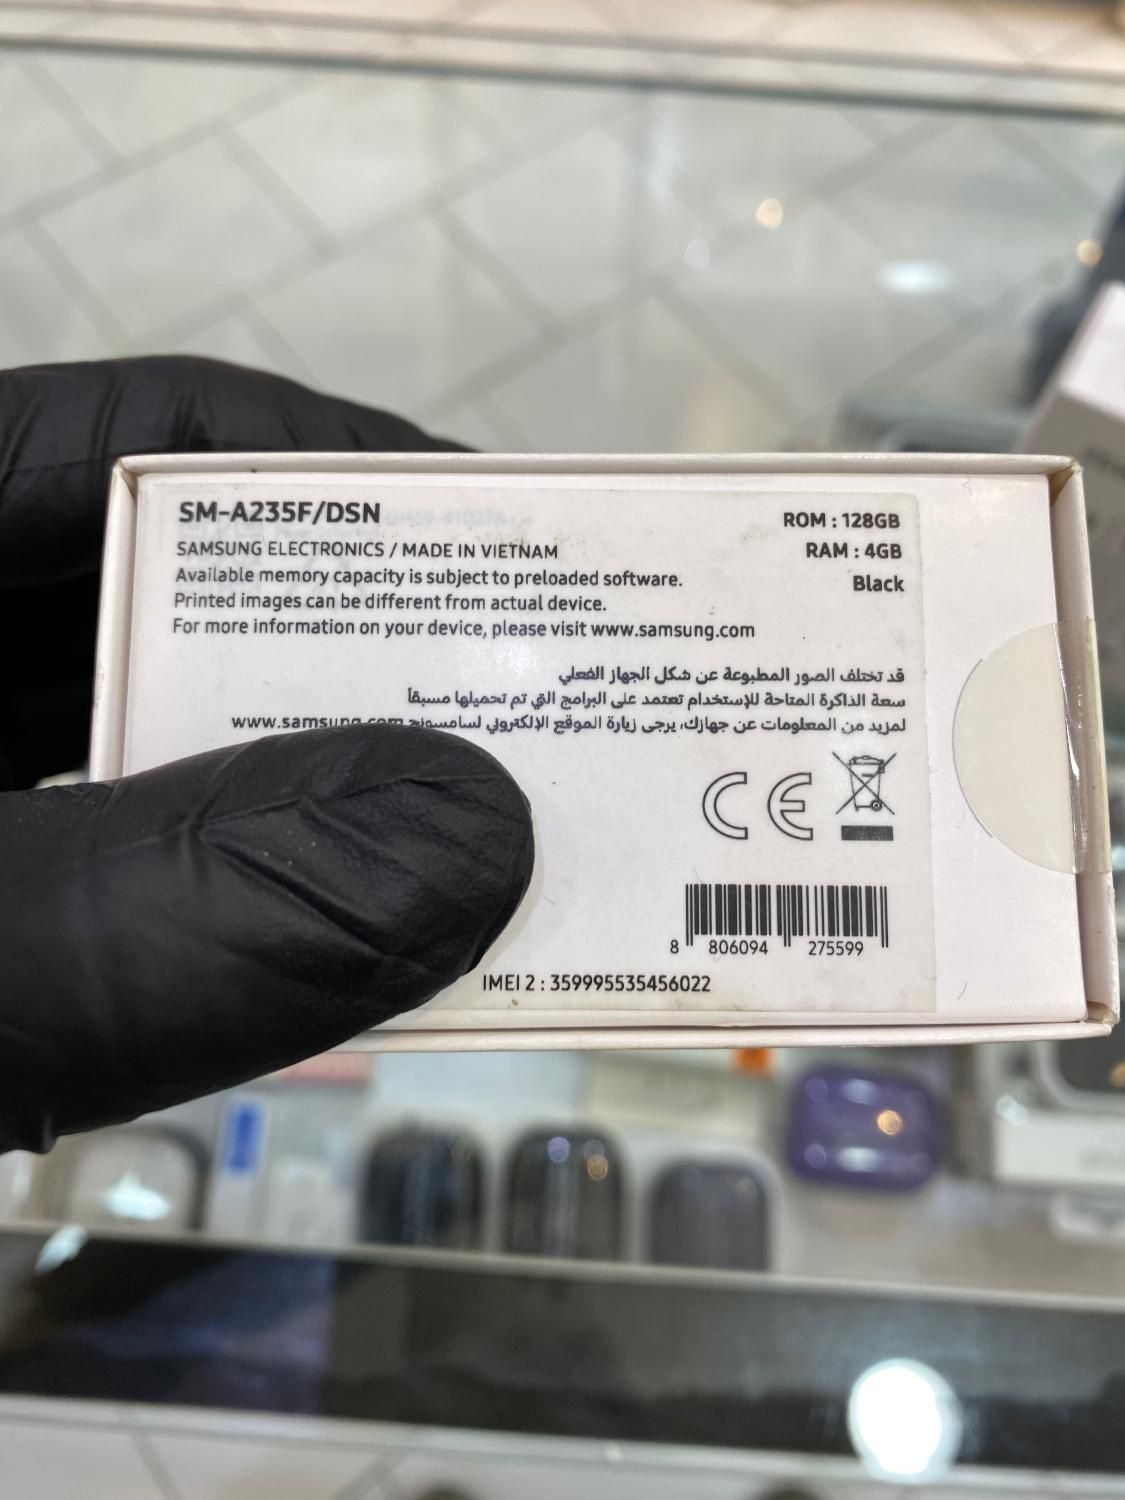 SM-A235F/DSN
ROM : 128GB
SAMSUNG ELECTRONICS / MADE IN VIETNAM
RAM : 4GB
Available memory capacity is subject to preloaded software.
Black
Printed images can be different from actual device.
For more information on your device, please visit www.samsung.com
قد تختلف الصور المطبوعة عن شكل الجهاز الفعلي
سعة الذاكرة المتاحة للإستخدام تعتمد على البرامج التي تم تحميلها مسبقاً
لمزيد من المعلومات عن جهازك، يرجى زيارة الموقع الإلكتروني لسامسونج www.samsung.com
CE
8 806094 275599
IMEI 2 : 359995535456022